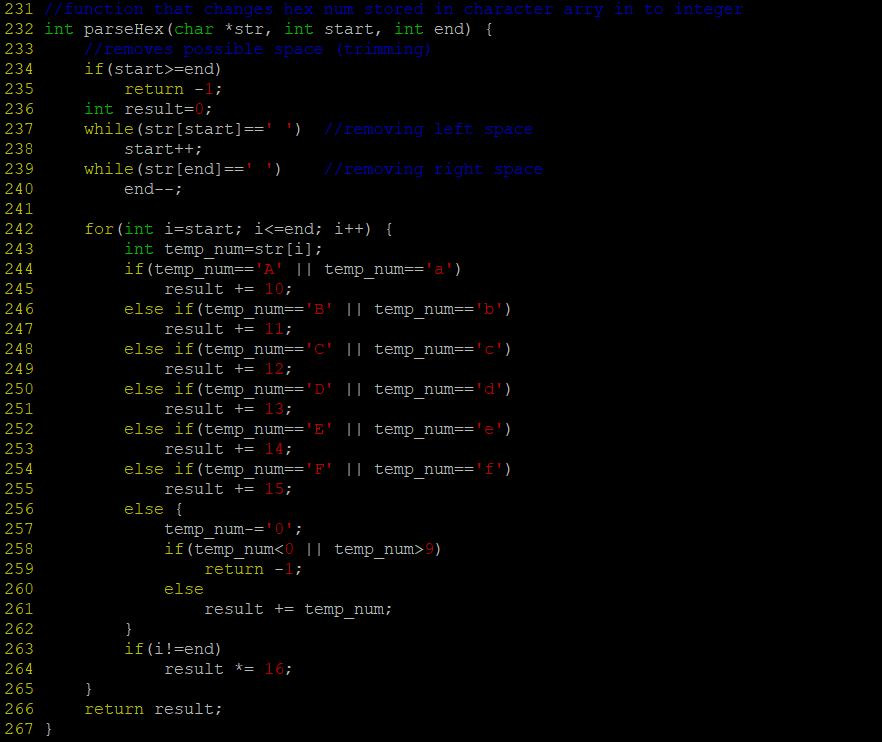 231 //function that changes hex num stored in character arry in to integer
232 int parseHex(char *str, int start, int end) {
233     //removes possible space (trimming)
234     if(start>=end)
235         return -1;
236     int result=0;
237     while(str[start]==' ')  //removing left space
238         start++;
239     while(str[end]==' ')    //removing right space
240         end--;
241
242     for(int i=start; i<=end; i++) {
243         int temp_num=str[i];
244         if(temp_num=='A' || temp_num=='a')
245             result += 10;
246         else if(temp_num=='B' || temp_num=='b')
247             result += 11;
248         else if(temp_num=='C' || temp_num=='c')
249             result += 12;
250         else if(temp_num=='D' || temp_num=='d')
251             result += 13;
252         else if(temp_num=='E' || temp_num=='e')
253             result += 14;
254         else if(temp_num=='F' || temp_num=='f')
255             result += 15;
256         else {
257             temp_num-='0';
258             if(temp_num<0 || temp_num>9)
259                 return -1;
260             else
261                 result += temp_num;
262         }
263         if(i!=end)
264             result *= 16;
265     }
266     return result;
267 }